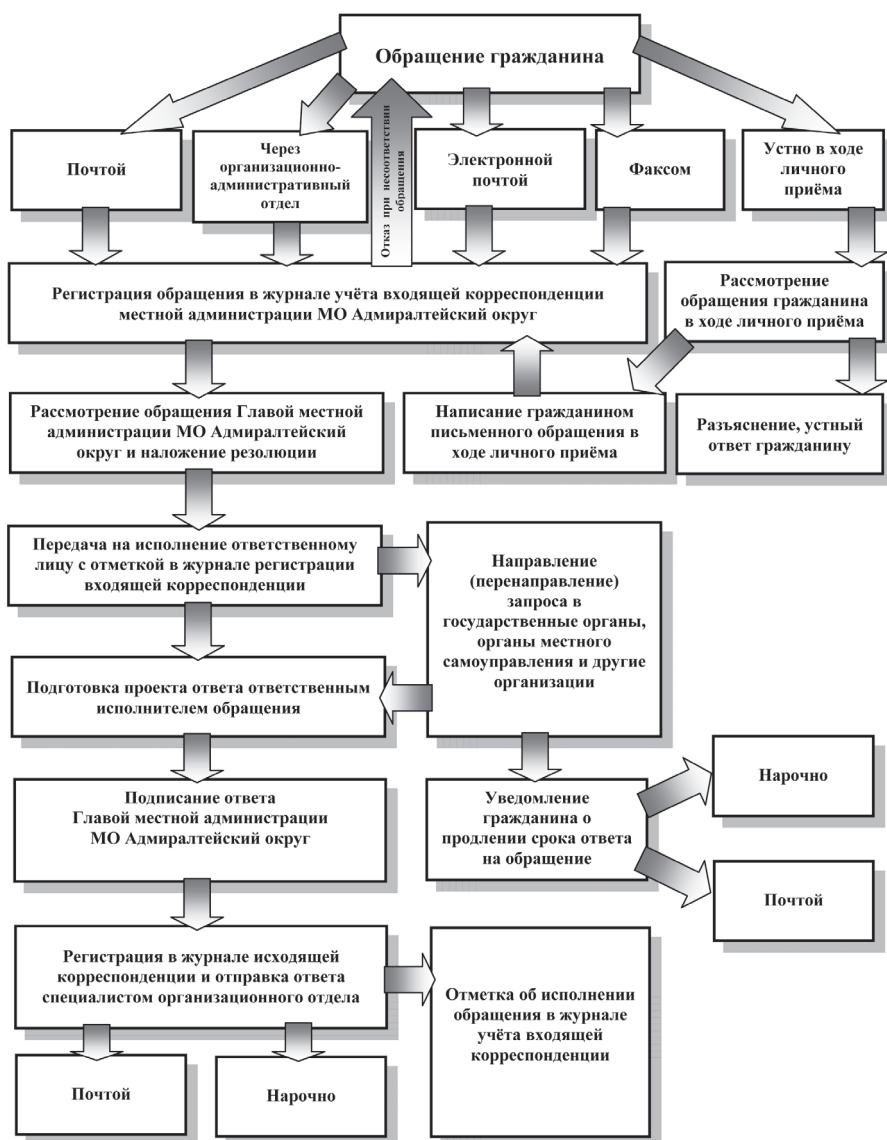 Обращение гражданина
Почтой
Через
организационно-
административный
отдел
Отказ при несоответствии
обращения
Электронной
почтой
Факсом
Устно в ходе
личного
приёма
Регистрация обращения в журнале учёта входящей корреспонденции
местной администрации МО Адмиралтейский округ
Рассмотрение
обращения гражданина
в ходе личного приёма
Рассмотрение обращения Главой местной
администрации МО Адмиралтейский
округ и наложение резолюции
Написание гражданином
письменного обращения в
ходе личного приёма
Разъяснение, устный
ответ гражданину
Передача на исполнение ответственному
лицу с отметкой в журнале регистрации
входящей корреспонденции
Направление
(перенаправление)
запроса в
государственные органы,
органы местного
самоуправления и другие
организации
Подготовка проекта ответа ответственным
исполнителем обращения
Подписание ответа
Главой местной администрации
МО Адмиралтейский округ
Уведомление
гражданина о
продлении срока ответа
на обращение
Нарочно
Почтой
Регистрация в журнале исходящей
корреспонденции и отправка ответа
специалистом организационного отдела
Отметка об исполнении
обращения в журнале
учёта входящей
корреспонденции
Почтой
Нарочно